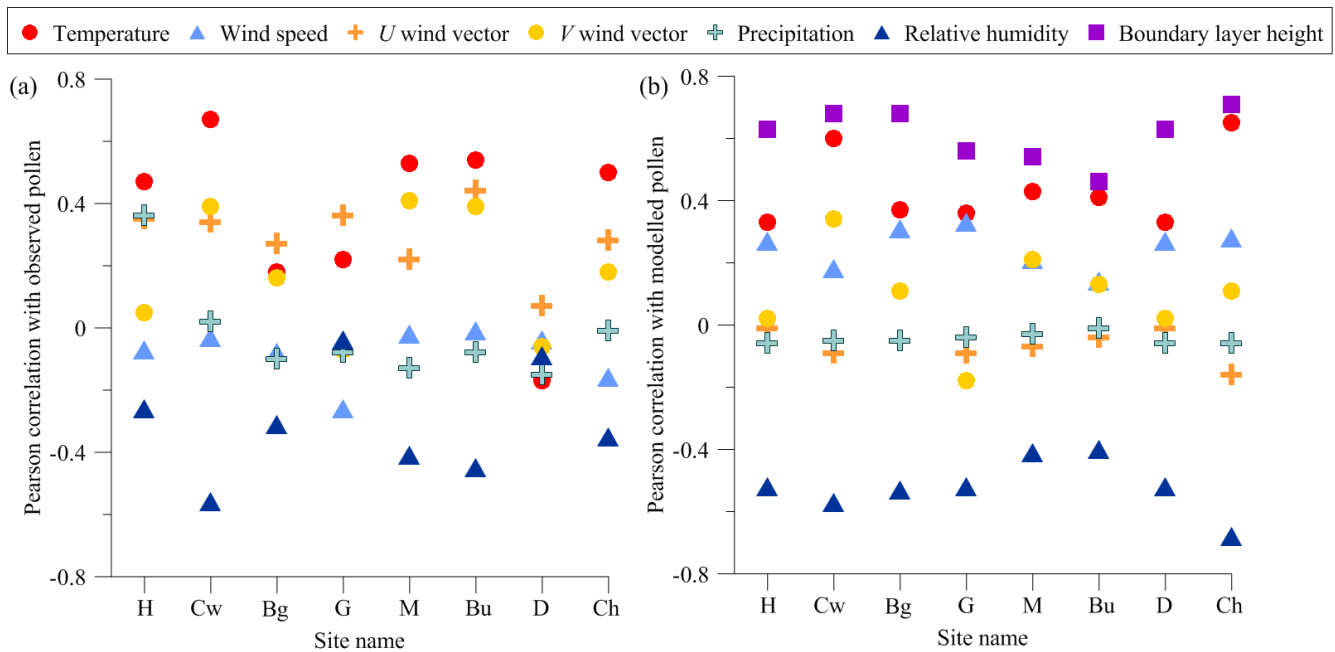 Temperature Wind speed U wind vector V wind vector Precipitation Relative humidity Boundary layer height
(a)
0.8
0.4
0
-0.4
-0.8
Pearson correlation with observed pollen
H Cw Bg G M Bu D Ch
Site name
(b)
0.8
0.4
0
-0.4
-0.8
Pearson correlation with modelled pollen
H Cw Bg G M Bu D Ch
Site name